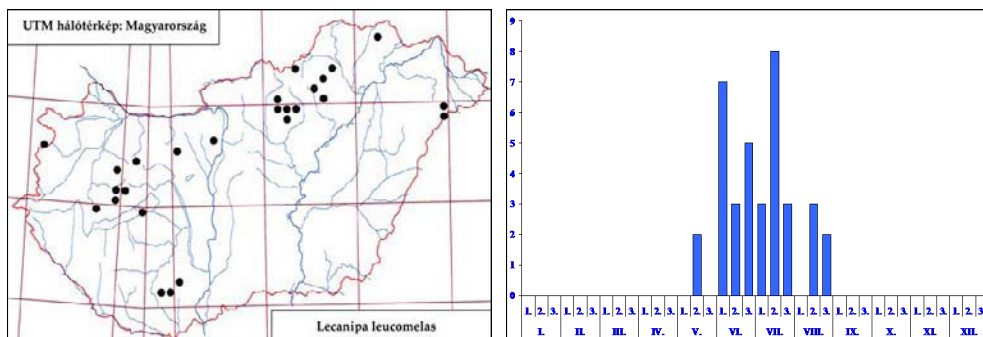 UTM hálótérkép: Magyarország
Lecanipa leucomelas
9
8
7
6
5
4
3
2
1
0
1. 2. 3. 1. 2. 3. 1. 2. 3. 1. 2. 3. 1. 2. 3. 1. 2. 3. 1. 2. 3. 1. 2. 3. 1. 2. 3. 1. 2. 3. 1. 2. 3. 1. 2. 3.
I. II. III. IV. V. VI. VII. VIII. IX. X. XI. XII.